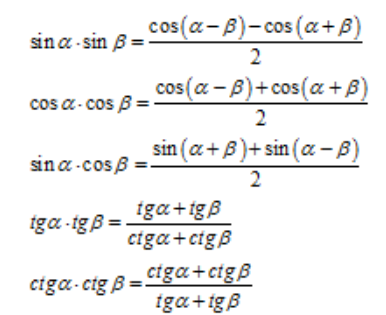 sin α · sin β = (cos(α − β) − cos(α + β)) / 2
cos α · cos β = (cos(α − β) + cos(α + β)) / 2
sin α · cos β = (sin(α + β) + sin(α − β)) / 2
tgα · tgβ = (tgα + tgβ) / (ctgα + ctgβ)
ctgα · ctgβ = (ctgα + ctgβ) / (tgα + tgβ)